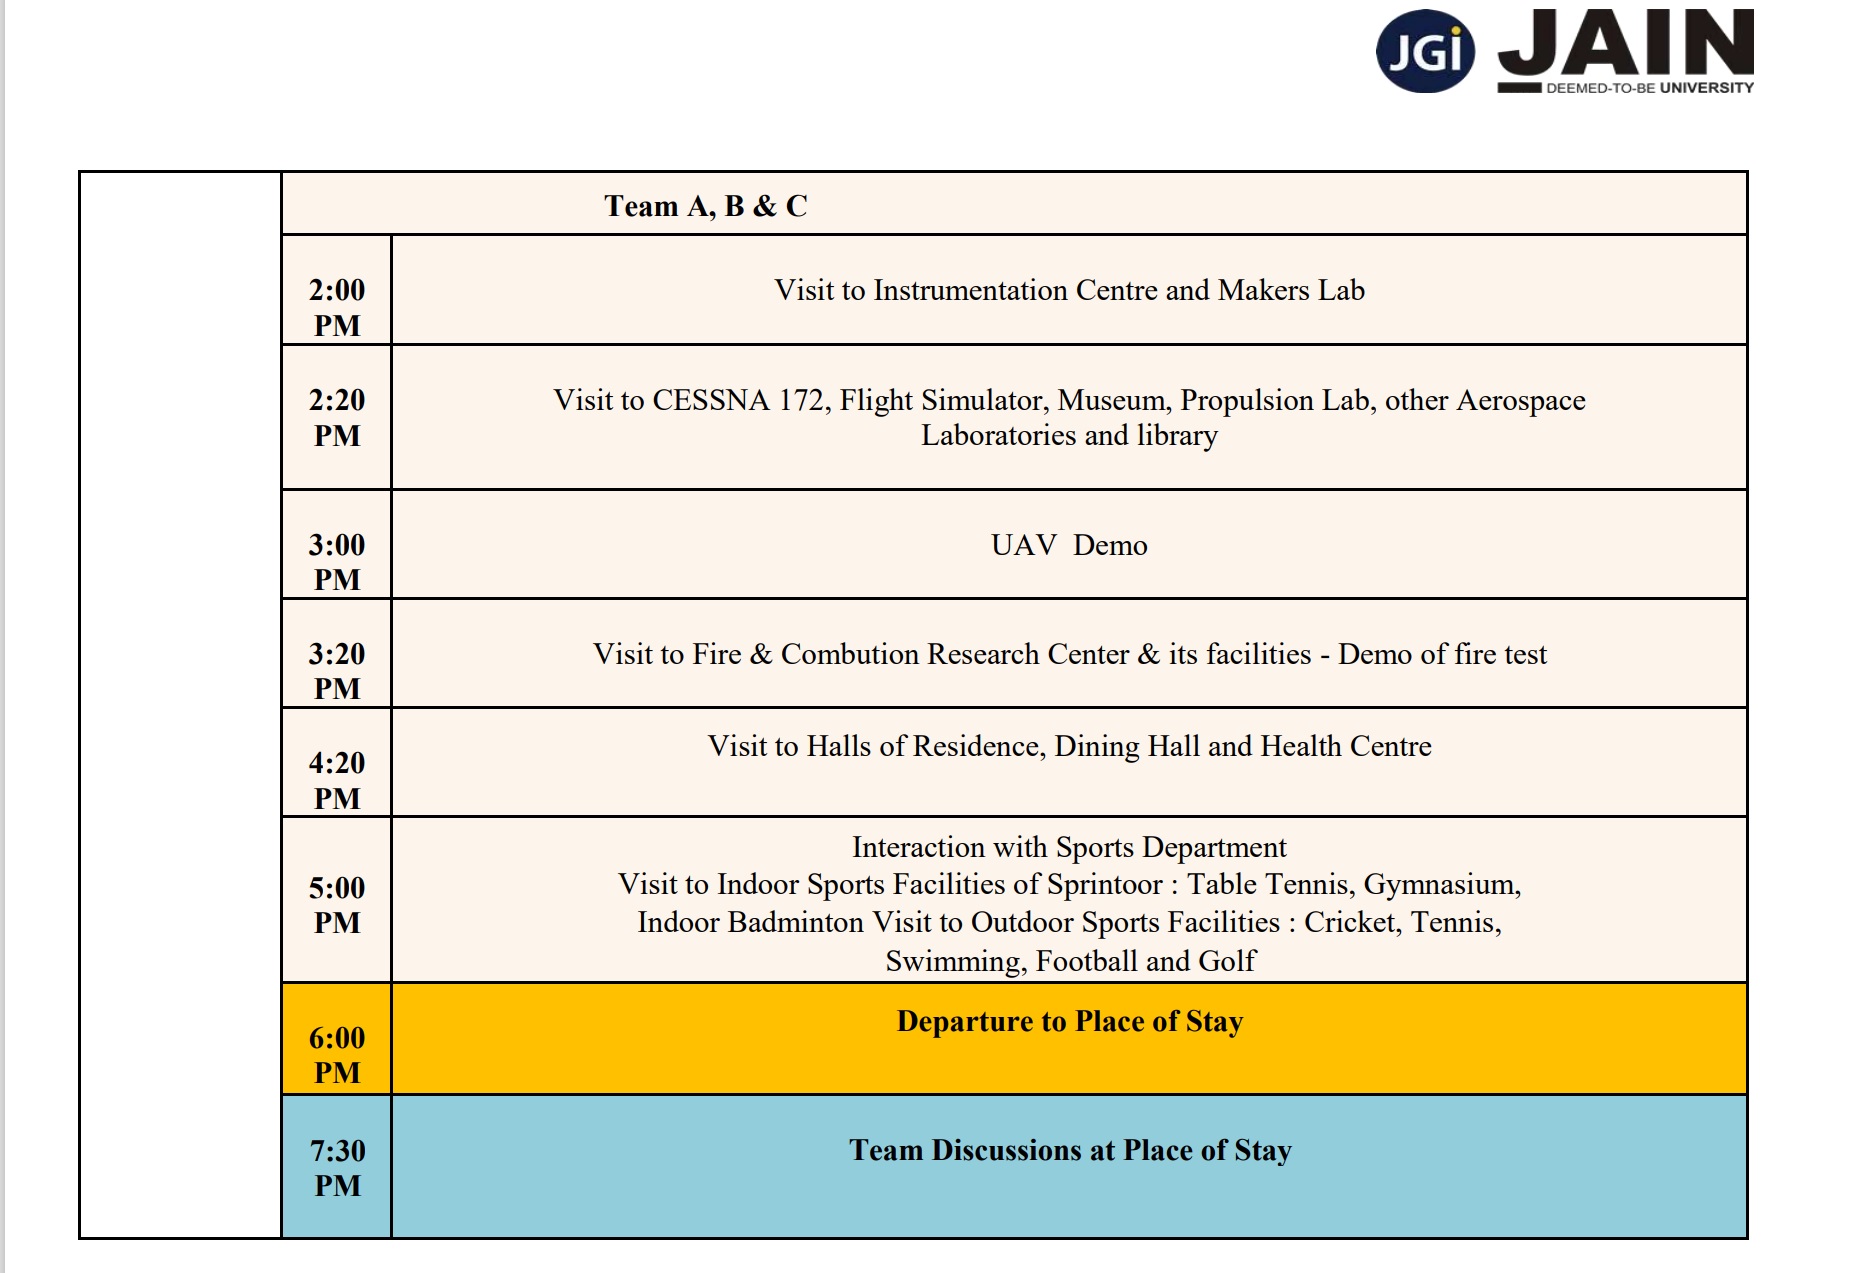 JGi JAIN
DEEMED-TO-BE UNIVERSITY
Team A, B & C
2:00
PM
Visit to Instrumentation Centre and Makers Lab
2:20
PM
Visit to CESSNA 172, Flight Simulator, Museum, Propulsion Lab, other Aerospace
Laboratories and library
3:00
PM
UAV  Demo
3:20
PM
Visit to Fire & Combution Research Center & its facilities - Demo of fire test
4:20
PM
Visit to Halls of Residence, Dining Hall and Health Centre
5:00
PM
Interaction with Sports Department
Visit to Indoor Sports Facilities of Sprintoor : Table Tennis, Gymnasium,
Indoor Badminton Visit to Outdoor Sports Facilities : Cricket, Tennis,
Swimming, Football and Golf
6:00
PM
Departure to Place of Stay
7:30
PM
Team Discussions at Place of Stay